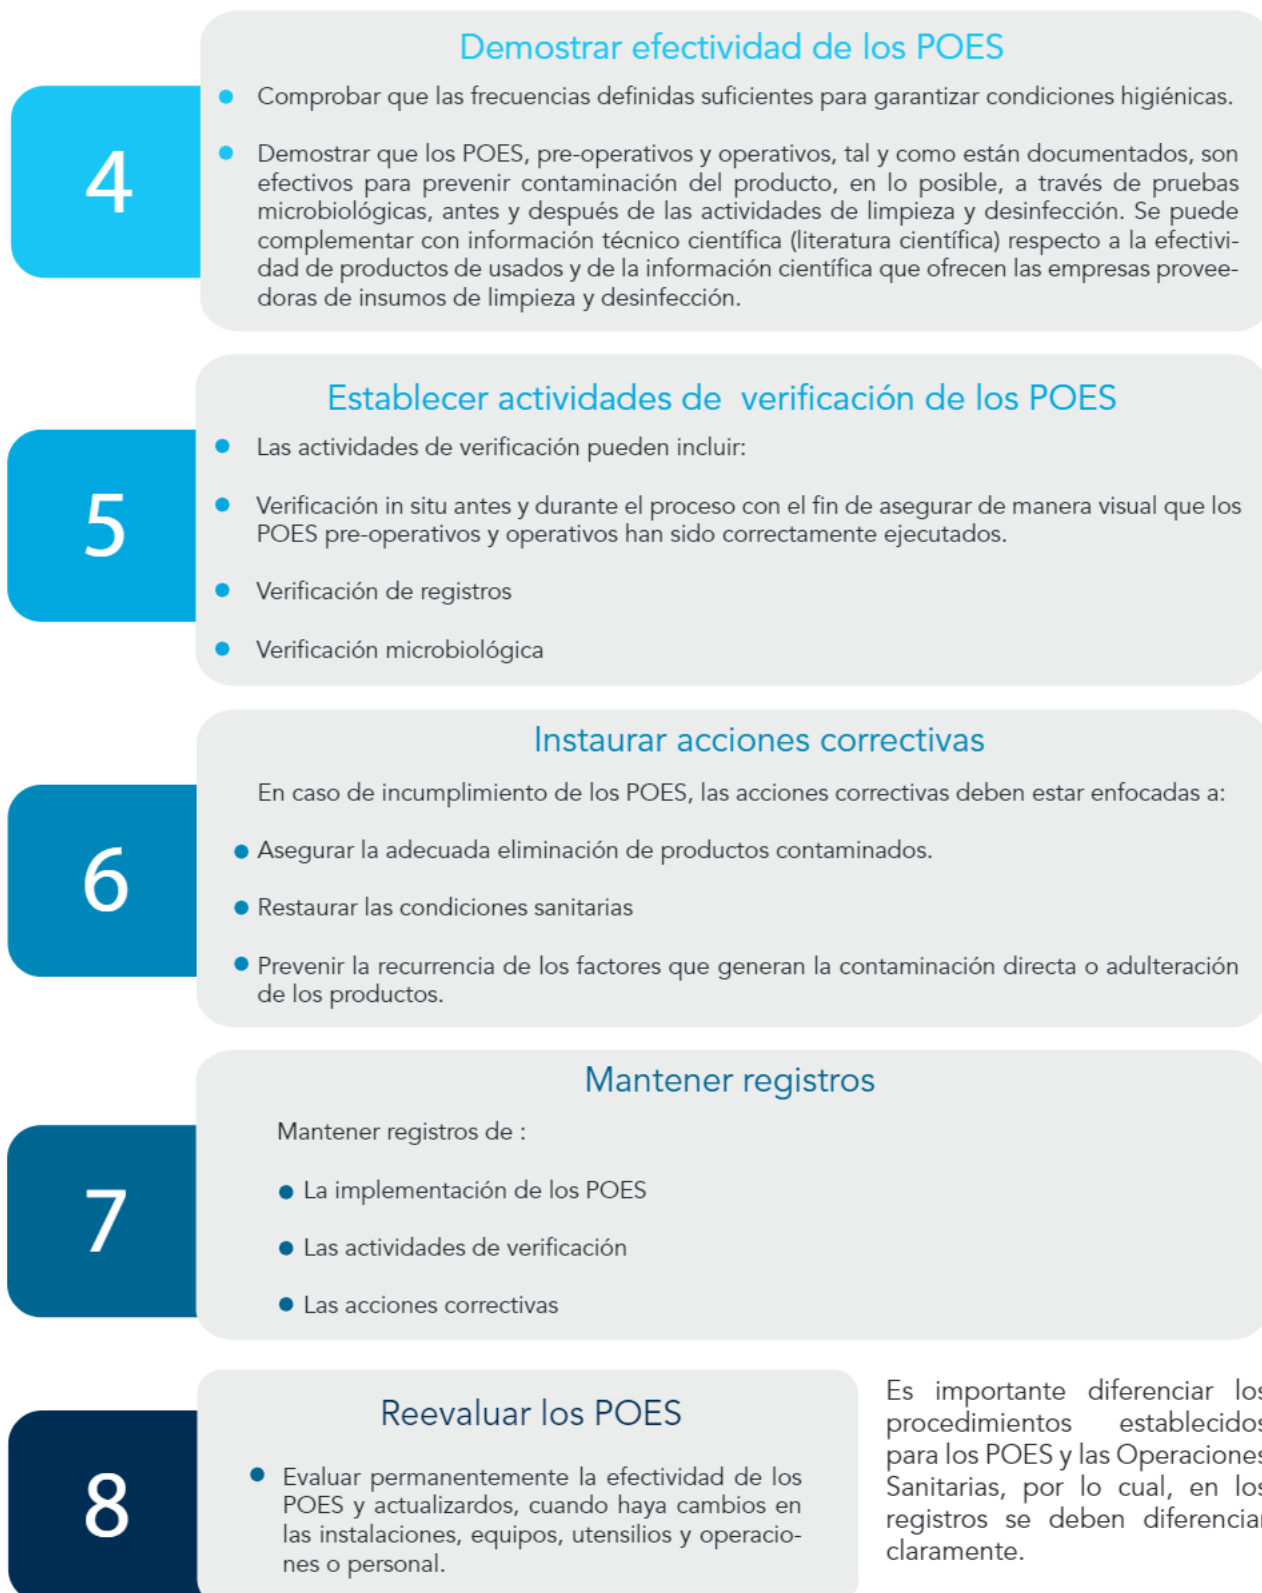 4
Demostrar efectividad de los POES
Comprobar que las frecuencias definidas suficientes para garantizar condiciones higiénicas.
Demostrar que los POES, pre-operativos y operativos, tal y como están documentados, son
efectivos para prevenir contaminación del producto, en lo posible, a través de pruebas
microbiológicas, antes y después de las actividades de limpieza y desinfección. Se puede
complementar con información técnico científica (literatura científica) respecto a la efectivi-
dad de productos de usados y de la información científica que ofrecen las empresas provee-
doras de insumos de limpieza y desinfección.
5
Establecer actividades de verificación de los POES
Las actividades de verificación pueden incluir:
Verificación in situ antes y durante el proceso con el fin de asegurar de manera visual que los
POES pre-operativos y operativos han sido correctamente ejecutados.
Verificación de registros
Verificación microbiológica
6
Instaurar acciones correctivas
En caso de incumplimiento de los POES, las acciones correctivas deben estar enfocadas a:
Asegurar la adecuada eliminación de productos contaminados.
Restaurar las condiciones sanitarias
Prevenir la recurrencia de los factores que generan la contaminación directa o adulteración
de los productos.
7
Mantener registros
Mantener registros de :
La implementación de los POES
Las actividades de verificación
Las acciones correctivas
8
Reevaluar los POES
Evaluar permanentemente la efectividad de los
POES y actualizardos, cuando haya cambios en
las instalaciones, equipos, utensilios y operacio-
nes o personal.
Es importante diferenciar los
procedimientos establecidos
para los POES y las Operaciones
Sanitarias, por lo cual, en los
registros se deben diferenciar
claramente.